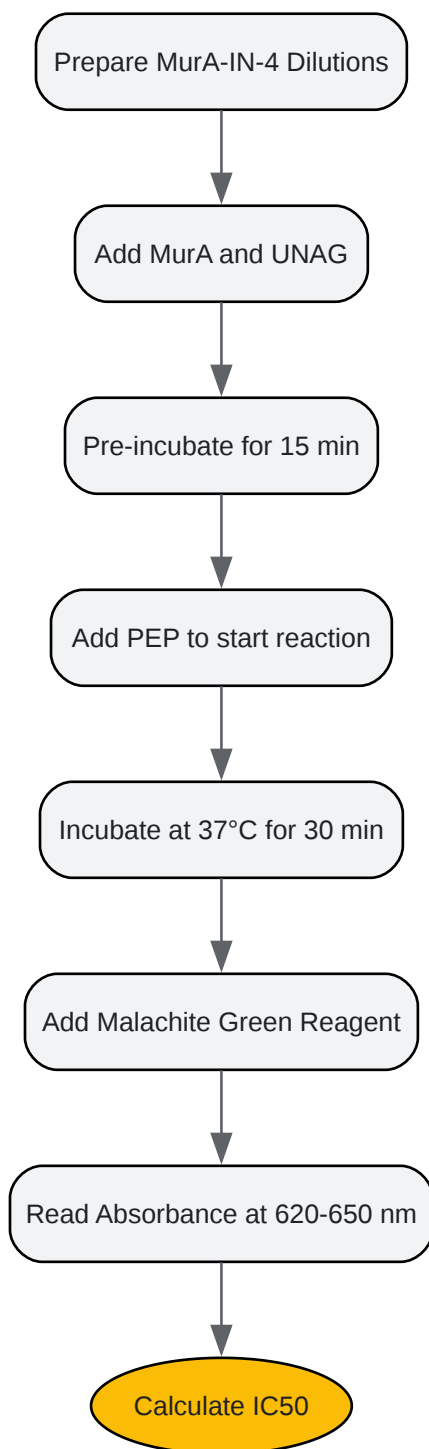 Prepare MurA-IN-4 Dilutions
Add MurA and UNAG
Pre-incubate for 15 min
Add PEP to start reaction
Incubate at 37°C for 30 min
Add Malachite Green Reagent
Read Absorbance at 620-650 nm
Calculate IC50